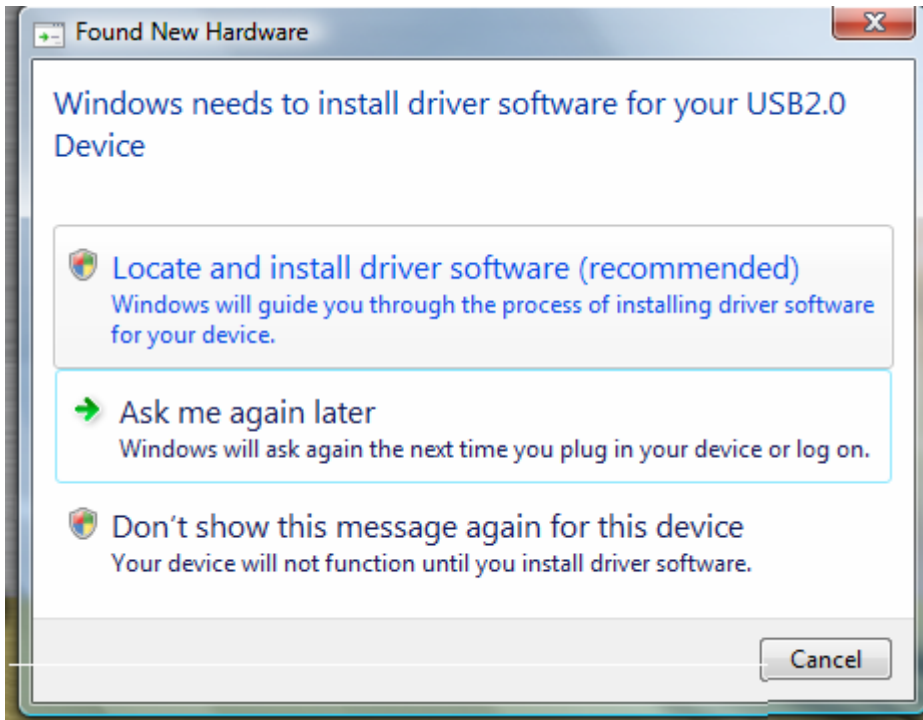 Found New Hardware
Windows needs to install driver software for your USB2.0
Device
Locate and install driver software (recommended)
Windows will guide you through the process of installing driver software
for your device.
Ask me again later
Windows will ask again the next time you plug in your device or log on.
Don't show this message again for this device
Your device will not function until you install driver software.
Cancel